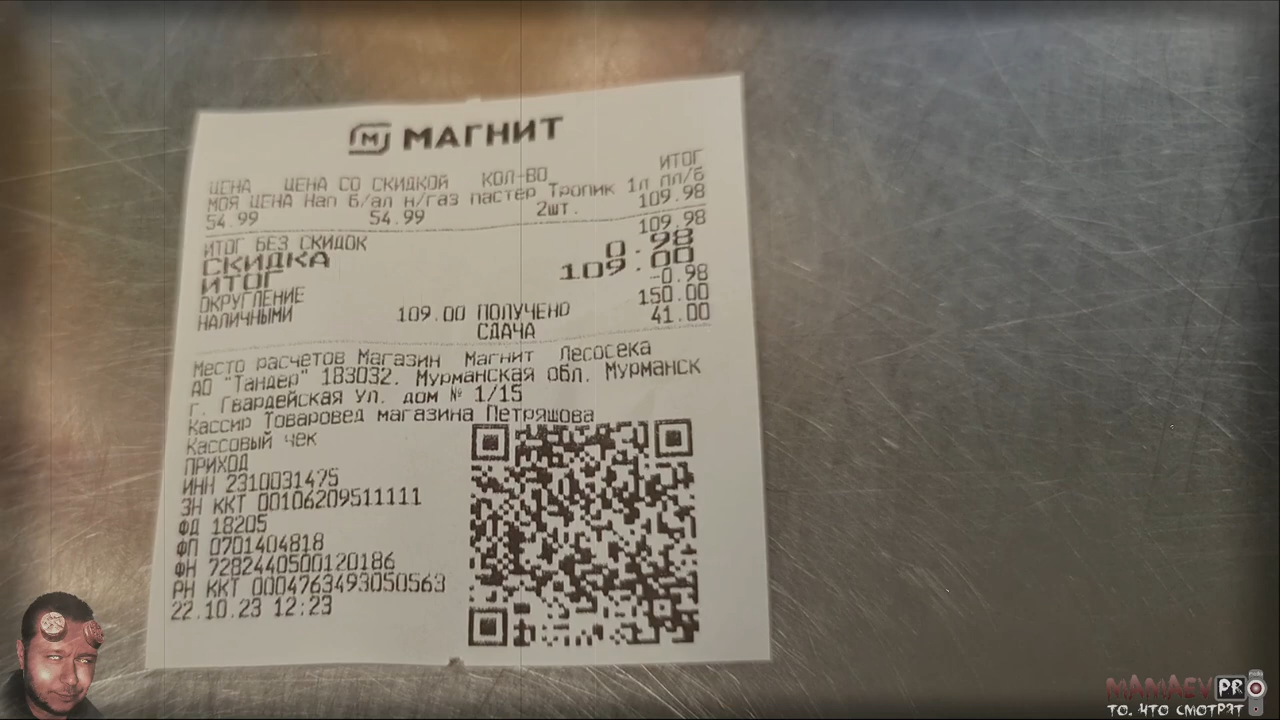 МАГНИТ
ЦЕНА ЦЕНА СО СКИДКОЙ КОЛ-ВО ИТОГ
МОЯ ЦЕНА Нап б/ал н/газ пастер Тропик 1л пл/б
54.99 54.99 2шт. 109.98
ИТОГ БЕЗ СКИДОК 109.98
СКИДКА 0.98
ИТОГ 109.00
ОКРУГЛЕНИЕ -0.98
НАЛИЧНЫМИ 109.00 ПОЛУЧЕНО 150.00
СДАЧА 41.00
Место расчетов Магазин Магнит Лесосека
АО "Тандер" 183032. Мурманская обл. Мурманск
г. Гвардейская Ул. дом № 1/15
Кассир Товаровед магазина Петряшова
Кассовый чек
ПРИХОД
ИНН 2310031475
ЗН ККТ 00106209511111
ФД 18205
ФП 0701404818
ФН 7282440500120186
РН ККТ 0004763493050563
22.10.23 12:23
MAMAEV PRO
ТО, ЧТО СМОТРЯТ